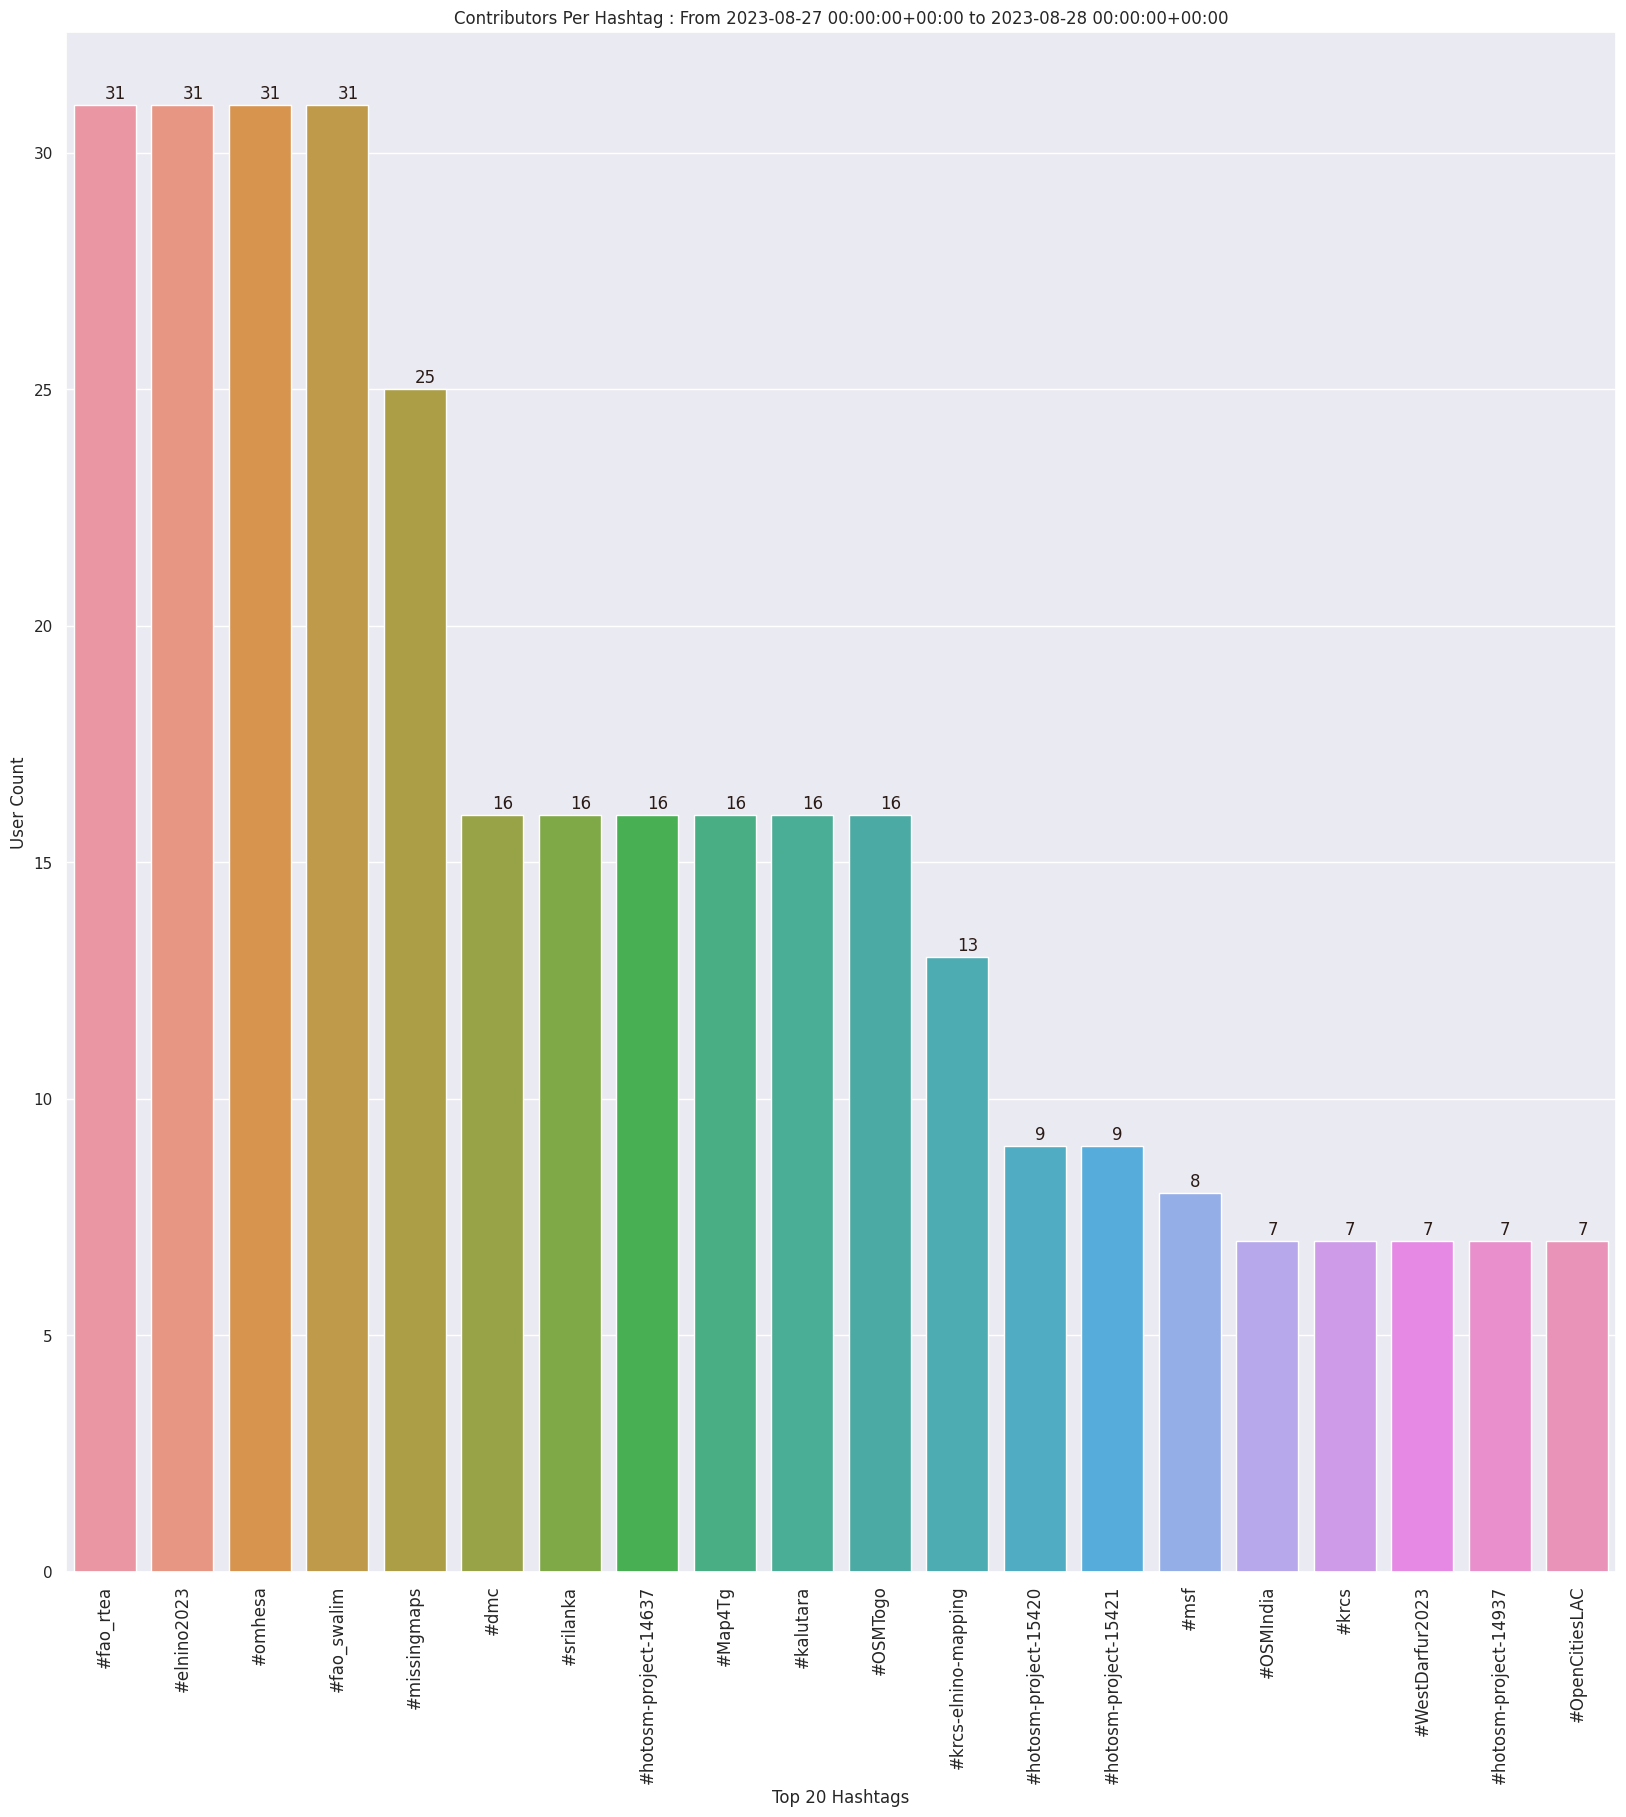 Contributors Per Hashtag : From 2023-08-27 00:00:00+00:00 to 2023-08-28 00:00:00+00:00
User Count
30
25
20
15
10
5
0
31
31
31
31
25
16
16
16
16
16
16
13
9
9
8
7
7
7
7
7
#fao_rtea
#elnino2023
#omhesa
#fao_swalim
#missingmaps
#dmc
#srilanka
#hotosm-project-14637
#Map4Tg
#kalutara
#OSMTogo
#krcs-elnino-mapping
#hotosm-project-15420
#hotosm-project-15421
#msf
#OSMIndia
#krcs
#WestDarfur2023
#hotosm-project-14937
#OpenCitiesLAC
Top 20 Hashtags